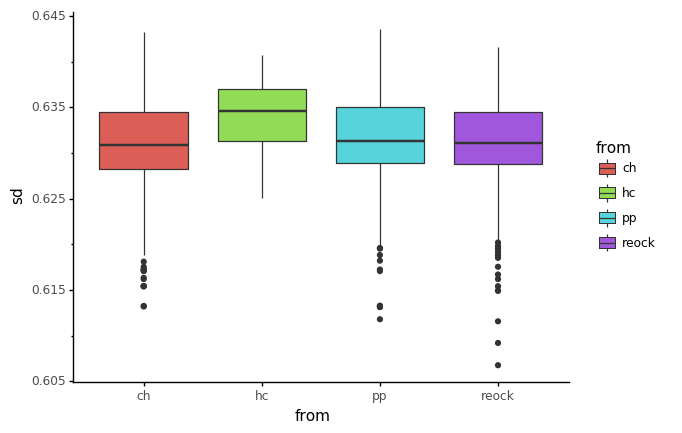 0.645
0.635
0.625
0.615
0.605
sd
ch hc pp reock
from
from
ch
hc
pp
reock